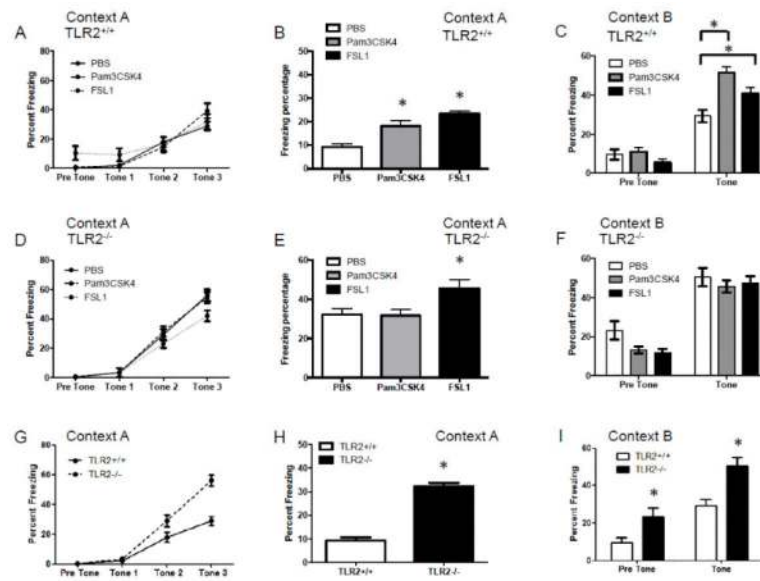 A
Context A
TLR2+/+
PBS
Pam3CSK4
FSL1
Percent Freezing
80
60
40
20
0
Pre Tone Tone 1 Tone 2 Tone 3
B
Context A
TLR2+/+
PBS
Pam3CSK4
FSL1
Freezing percentage
50
40
30
20
10
0
* *
PBS Pam3CSK4 FSL1
C
Context B
TLR2+/+
PBS
Pam3CSK4
FSL1
*
*
Percent Freezing
60
40
20
0
Pre Tone Tone
D
Context A
TLR2-/-
PBS
Pam3CSK4
FSL1
Percent Freezing
80
60
40
20
0
Pre Tone Tone 1 Tone 2 Tone 3
E
Context A
TLR2-/-
PBS
Pam3CSK4
FSL1
Freezing percentage
50
40
30
20
10
0
*
PBS Pam3CSK4 FSL1
F
Context B
TLR2-/-
PBS
Pam3CSK4
FSL1
Percent Freezing
60
40
20
0
Pre Tone Tone
G
Context A
TLR2+/+
TLR2-/-
Percent Freezing
80
60
40
20
0
Pre Tone Tone 1 Tone 2 Tone 3
H
Context A
TLR2+/+
TLR2-/-
Percent Freezing
50
40
30
20
10
0
*
TLR2+/+ TLR2-/-
I
Context B
TLR2+/+
TLR2-/-
Percent Freezing
60
40
20
0
*
*
Pre Tone Tone